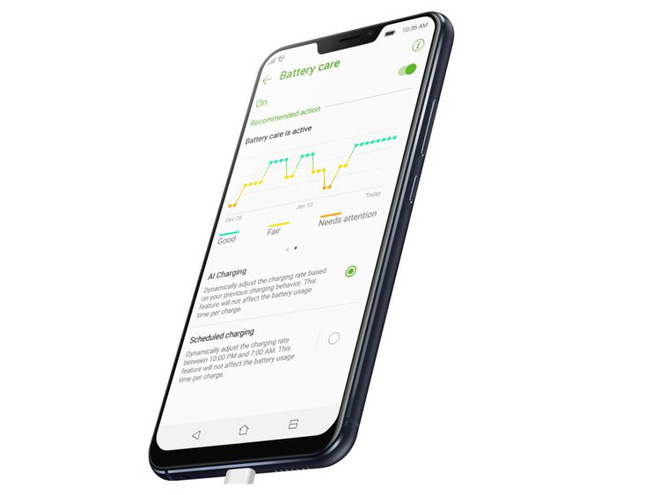 10:36 AM
Battery care
On
Recommended action
Battery care is active
Dec 26
Jan 10
Today
Good
Fair
Needs attention
AI Charging
Dynamically adjust the charging rate based
on your previous charging behavior. This
feature will not affect the battery usage
time per charge.
Scheduled charging
Dynamically adjust the charging rate
between 10:00 PM and 7:00 AM. This
feature will not affect the battery usage
time per charge.